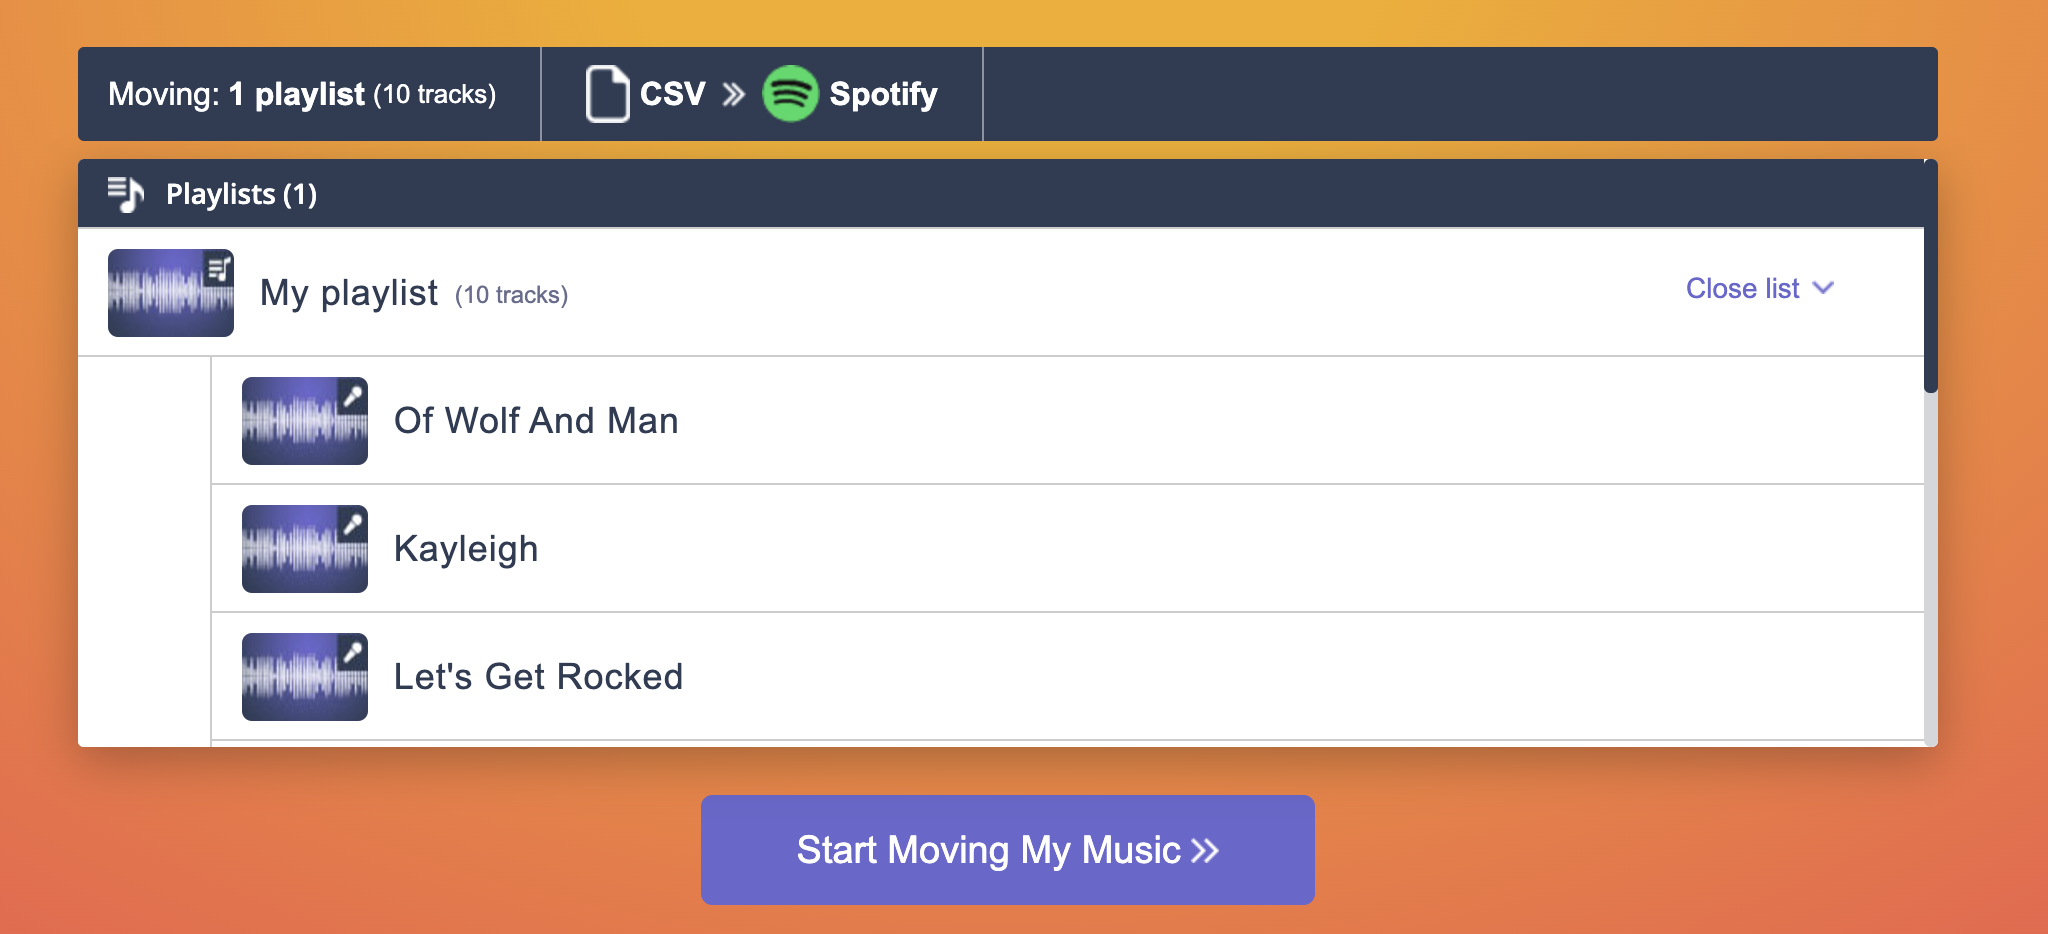 Moving: 1 playlist (10 tracks) CSV » Spotify
Playlists (1)
My playlist (10 tracks) Close list
Of Wolf And Man
Kayleigh
Let's Get Rocked
Start Moving My Music »